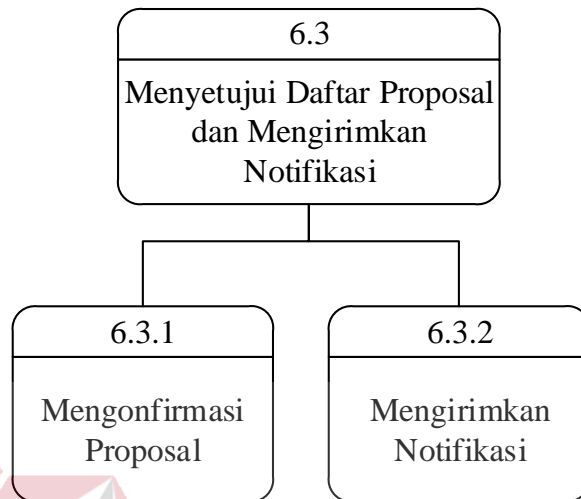 6.3
Menyetujui Daftar Proposal
dan Mengirimkan
Notifikasi
6.3.1
Mengonfirmasi
Proposal
6.3.2
Mengirimkan
Notifikasi